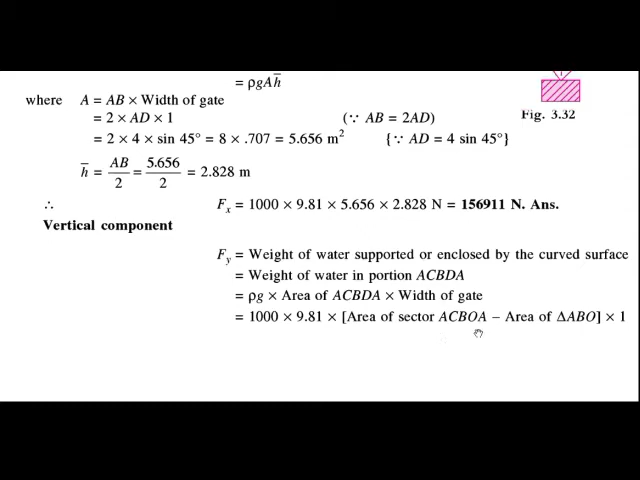 = ρgAh̅
where A = AB × Width of gate
= 2 × AD × 1 (∵ AB = 2AD)
= 2 × 4 × sin 45° = 8 × .707 = 5.656 m² {∵ AD = 4 sin 45°}
Fig. 3.32
h̅ = AB/2 = 5.656/2 = 2.828 m
∴ Fx = 1000 × 9.81 × 5.656 × 2.828 N = 156911 N. Ans.
Vertical component
Fy = Weight of water supported or enclosed by the curved surface
= Weight of water in portion ACBDA
= ρg × Area of ACBDA × Width of gate
= 1000 × 9.81 × [Area of sector ACBOA − Area of ΔABO] × 1